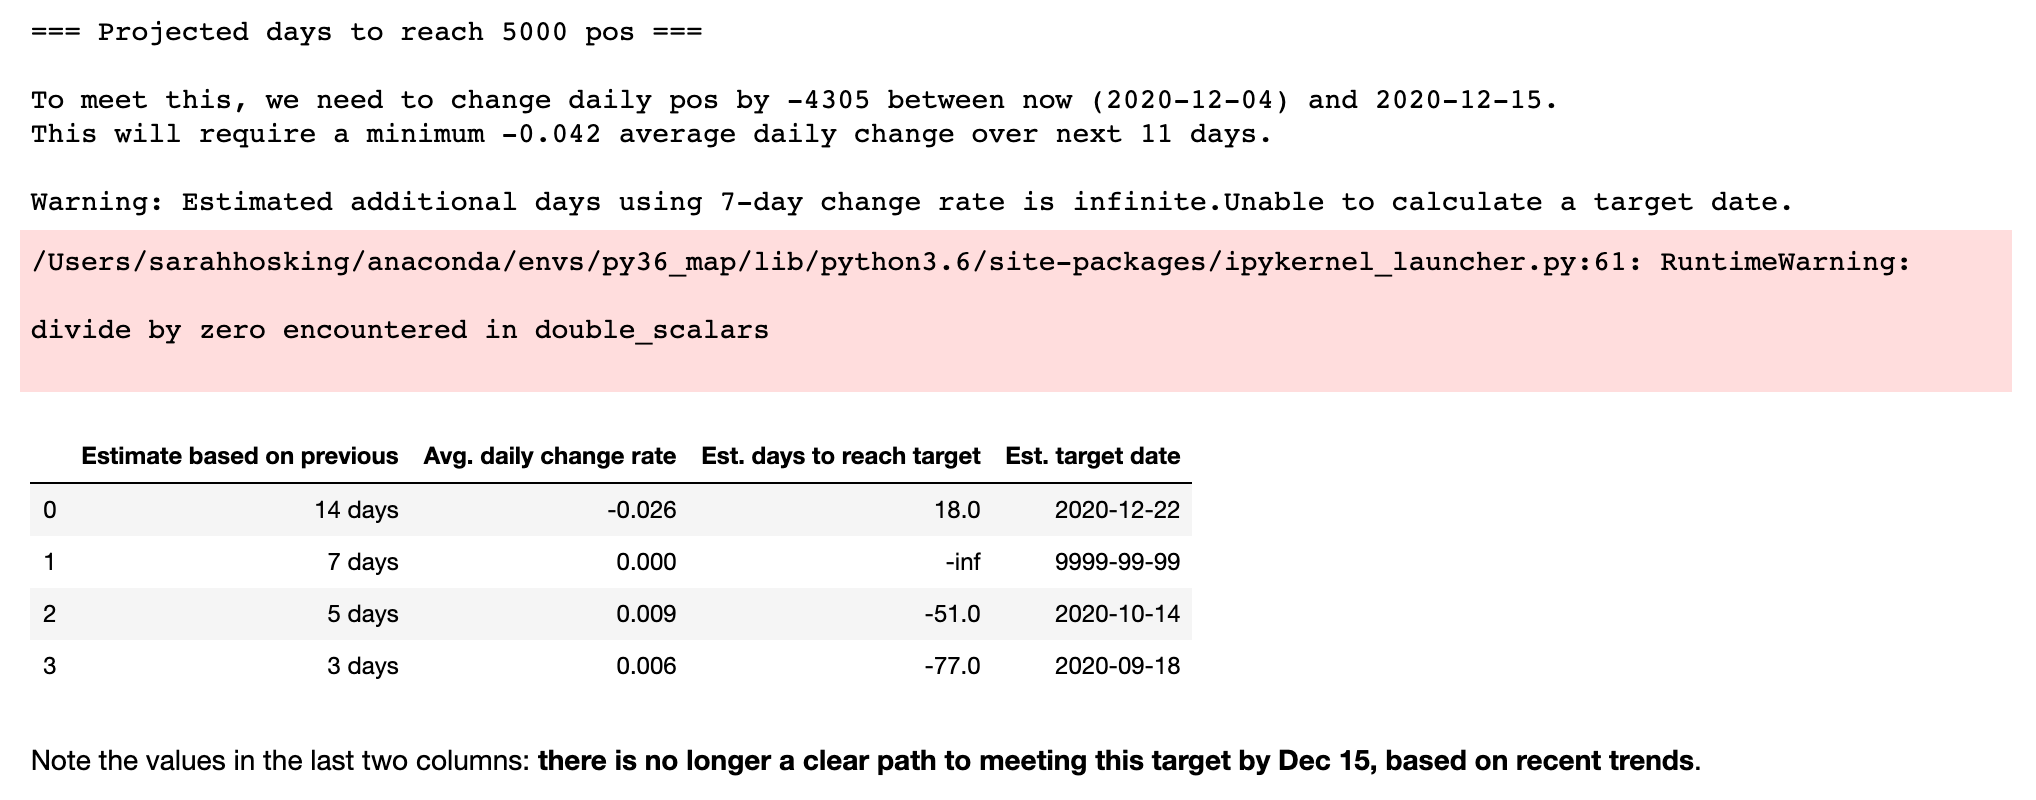 === Projected days to reach 5000 pos ===
To meet this, we need to change daily pos by -4305 between now (2020-12-04) and 2020-12-15.
This will require a minimum -0.042 average daily change over next 11 days.
Warning: Estimated additional days using 7-day change rate is infinite.Unable to calculate a target date.
/Users/sarahhosking/anaconda/envs/py36_map/lib/python3.6/site-packages/ipykernel_launcher.py:61: RuntimeWarning:
divide by zero encountered in double_scalars
Estimate based on previous Avg. daily change rate Est. days to reach target Est. target date
0 14 days -0.026 18.0 2020-12-22
1 7 days 0.000 -inf 9999-99-99
2 5 days 0.009 -51.0 2020-10-14
3 3 days 0.006 -77.0 2020-09-18
Note the values in the last two columns: there is no longer a clear path to meeting this target by Dec 15, based on recent trends.